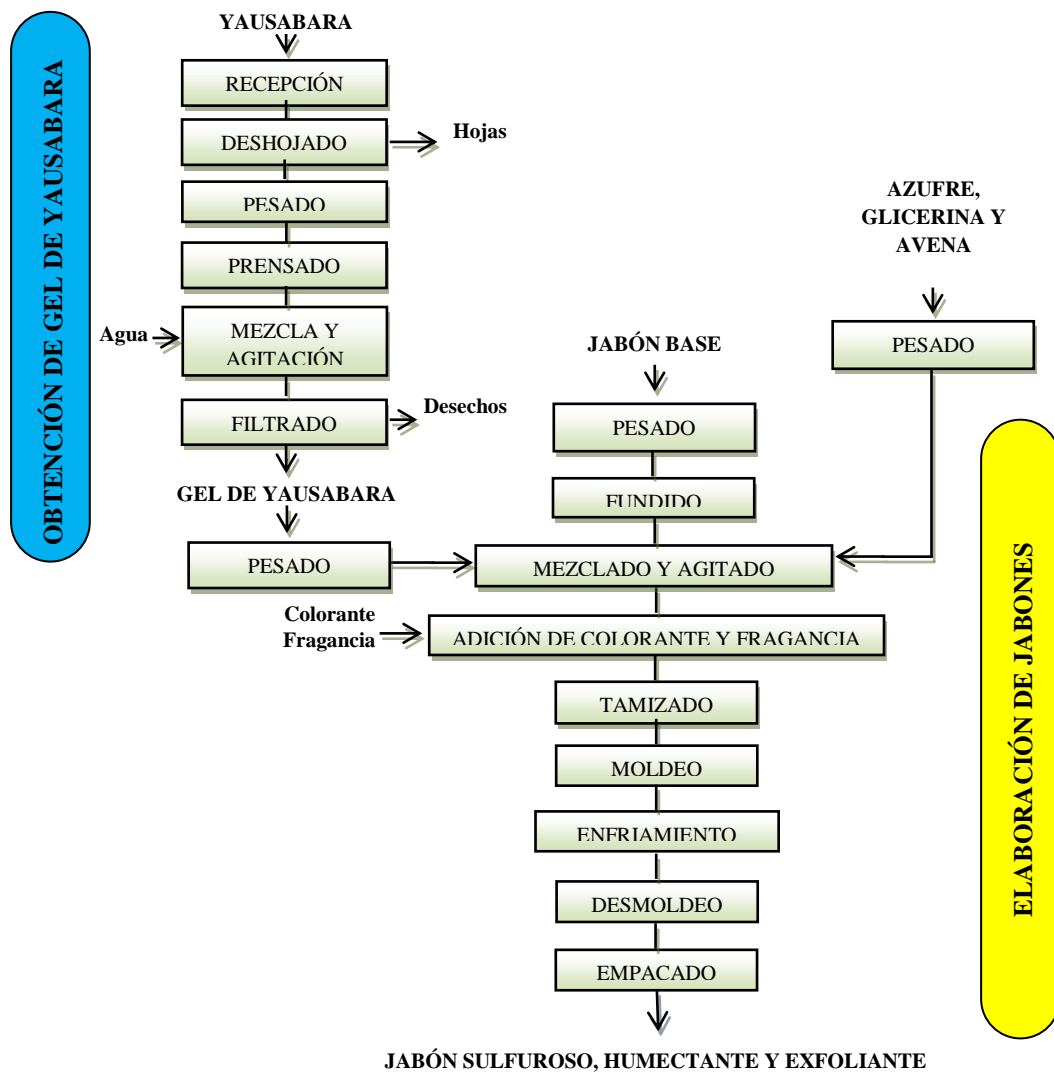 OBTENCIÓN DE GEL DE YAUSABARA
YAUSABARA
RECEPCIÓN
DESHOJADO
Hojas
PESADO
PRENSADO
Agua
MEZCLA Y
AGITACIÓN
FILTRADO
Desechos
GEL DE YAUSABARA
PESADO
JABÓN BASE
PESADO
FUNDIDO
AZUFRE,
GLICERINA Y
AVENA
PESADO
MEZCLADO Y AGITADO
Colorante
Fragancia
ADICIÓN DE COLORANTE Y FRAGANCIA
TAMIZADO
MOLDEO
ENFRIAMIENTO
DESMOLDEO
EMPACADO
JABÓN SULFUROSO, HUMECTANTE Y EXFOLIANTE
ELABORACIÓN DE JABONES